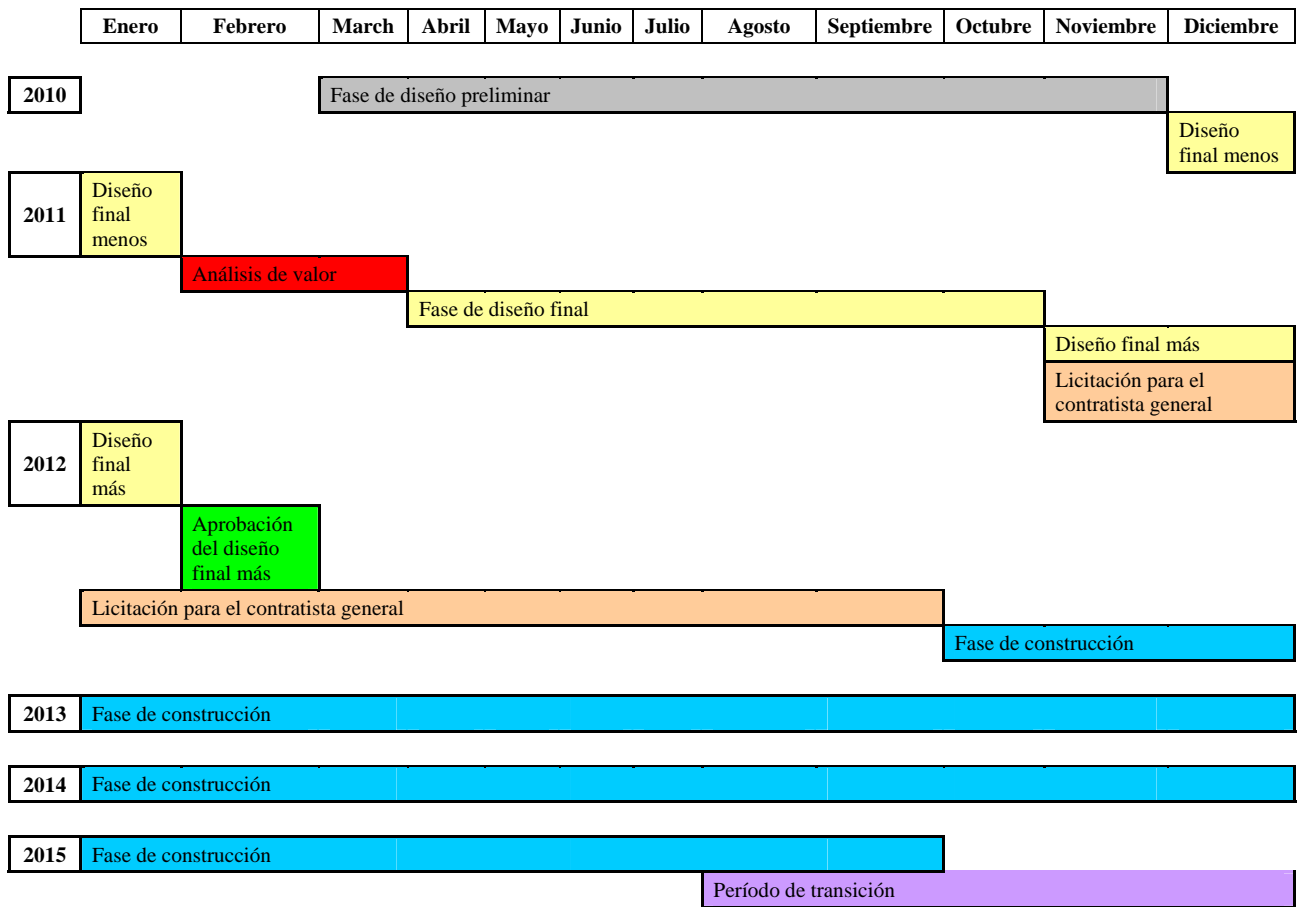 Enero Febrero March Abril Mayo Junio Julio Agosto Septiembre Octubre Noviembre Diciembre
2010 Fase de diseño preliminar
Diseño
final menos
2011
Diseño
final
menos
Análisis de valor
Fase de diseño final
Diseño final más
Licitación para el
contratista general
2012
Diseño
final
más
Aprobación
del diseño
final más
Licitación para el contratista general
Fase de construcción
2013 Fase de construcción
2014 Fase de construcción
2015 Fase de construcción
Período de transición